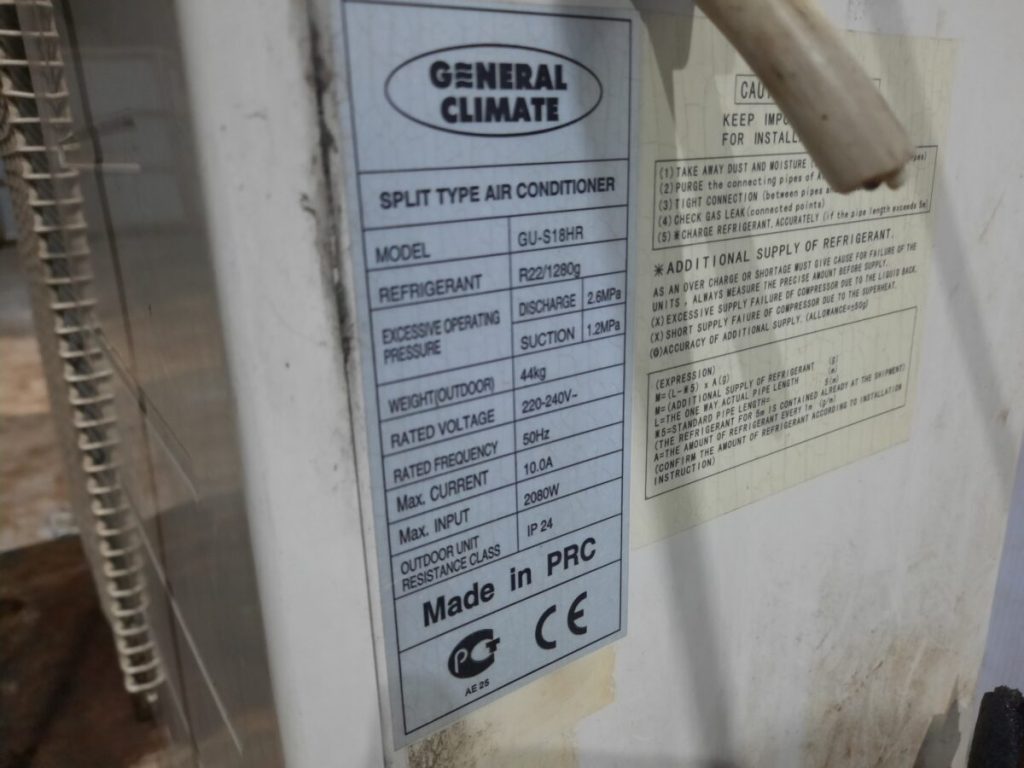 GENERAL
CLIMATE
SPLIT TYPE AIR CONDITIONER
MODEL GU-S18HR
REFRIGERANT R22/1280g
EXCESSIVE OPERATING
PRESSURE
DISCHARGE 2.6MPa
SUCTION 1.2MPa
WEIGHT(OUTDOOR) 44kg
RATED VOLTAGE 220-240V~
RATED FREQUENCY 50Hz
Max. CURRENT 10.0A
Max. INPUT 2080W
OUTDOOR UNIT
RESISTANCE CLASS
IP 24
Made in PRC
PCT CE
AE 25
KEEP
FOR
(1)TAKE AWAY DUST AND MOISTURE
(2)PURGE the connecting pipes of
(3)TIGHT CONNECTION (between pipes
(4)CHECK GAS LEAK(connected points)
(5)※CHARGE REFRIGERANT, ACCURATELY (if the pipe length exceeds 5m)
※ADDITIONAL SUPPLY OF REFRIGERANT.
AS AN OVER CHARGE OR SHORTAGE MUST GIVE CAUSE FOR FAILURE OF THE
UNITS , ALWAYS MEASURE THE PRECISE AMOUNT BEFORE SUPPLY.
(X)EXCESSIVE SUPPLY FAILURE OF COMPRESSOR DUE TO THE LIQUID BACK.
(X)SHORT SUPPLY FAILURE OF COMPRESSOR DUE TO THE SUPERHEAT.
(O)ACCURACY OF ADDITIONAL SUPPLY. (ALLOWANCE=±50g)
(EXPRESSION)
M=(L-※5) x A(g)
M=(ADDITIONAL SUPPLY OF REFRIGERANT (g)
L=THE ONE WAY ACTUAL PIPE LENGTH (m)
※5=STANDARD PIPE LENGTH= 5(m)
(THE REFRIGERANT FOR 5m IS CONTAINED ALREADY AT THE SHIPMENT)
A=THE AMOUNT OF REFRIGERANT EVERY 1m (g/m)
(CONFIRM THE AMOUNT OF REFRIGERANT ACCORDING TO INSTALLATION
INSTRUCTION)